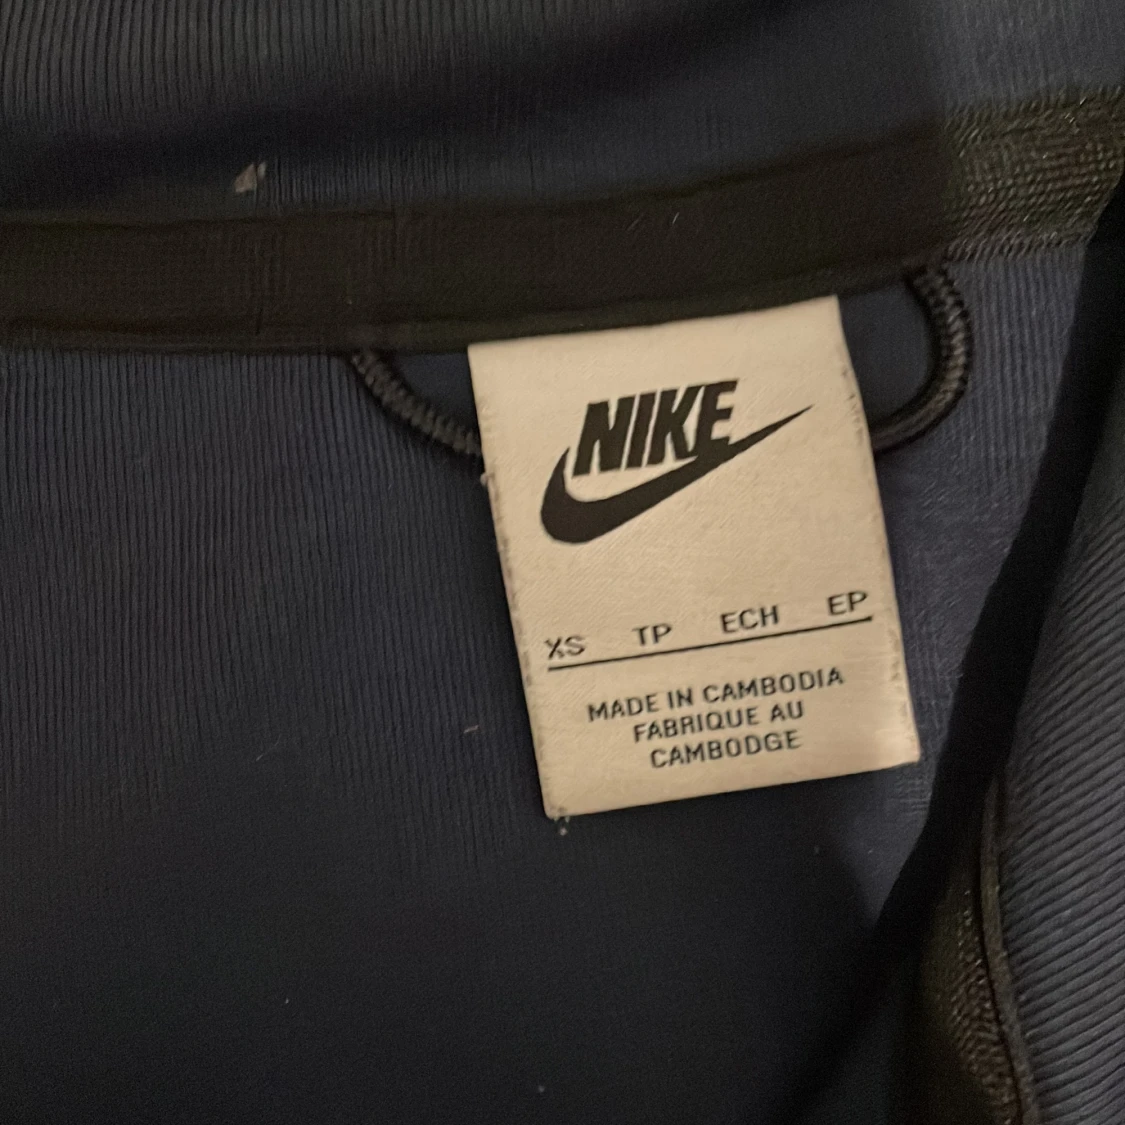 NIKE
XS TP ECH EP
MADE IN CAMBODIA
FABRIQUE AU
CAMBODGE